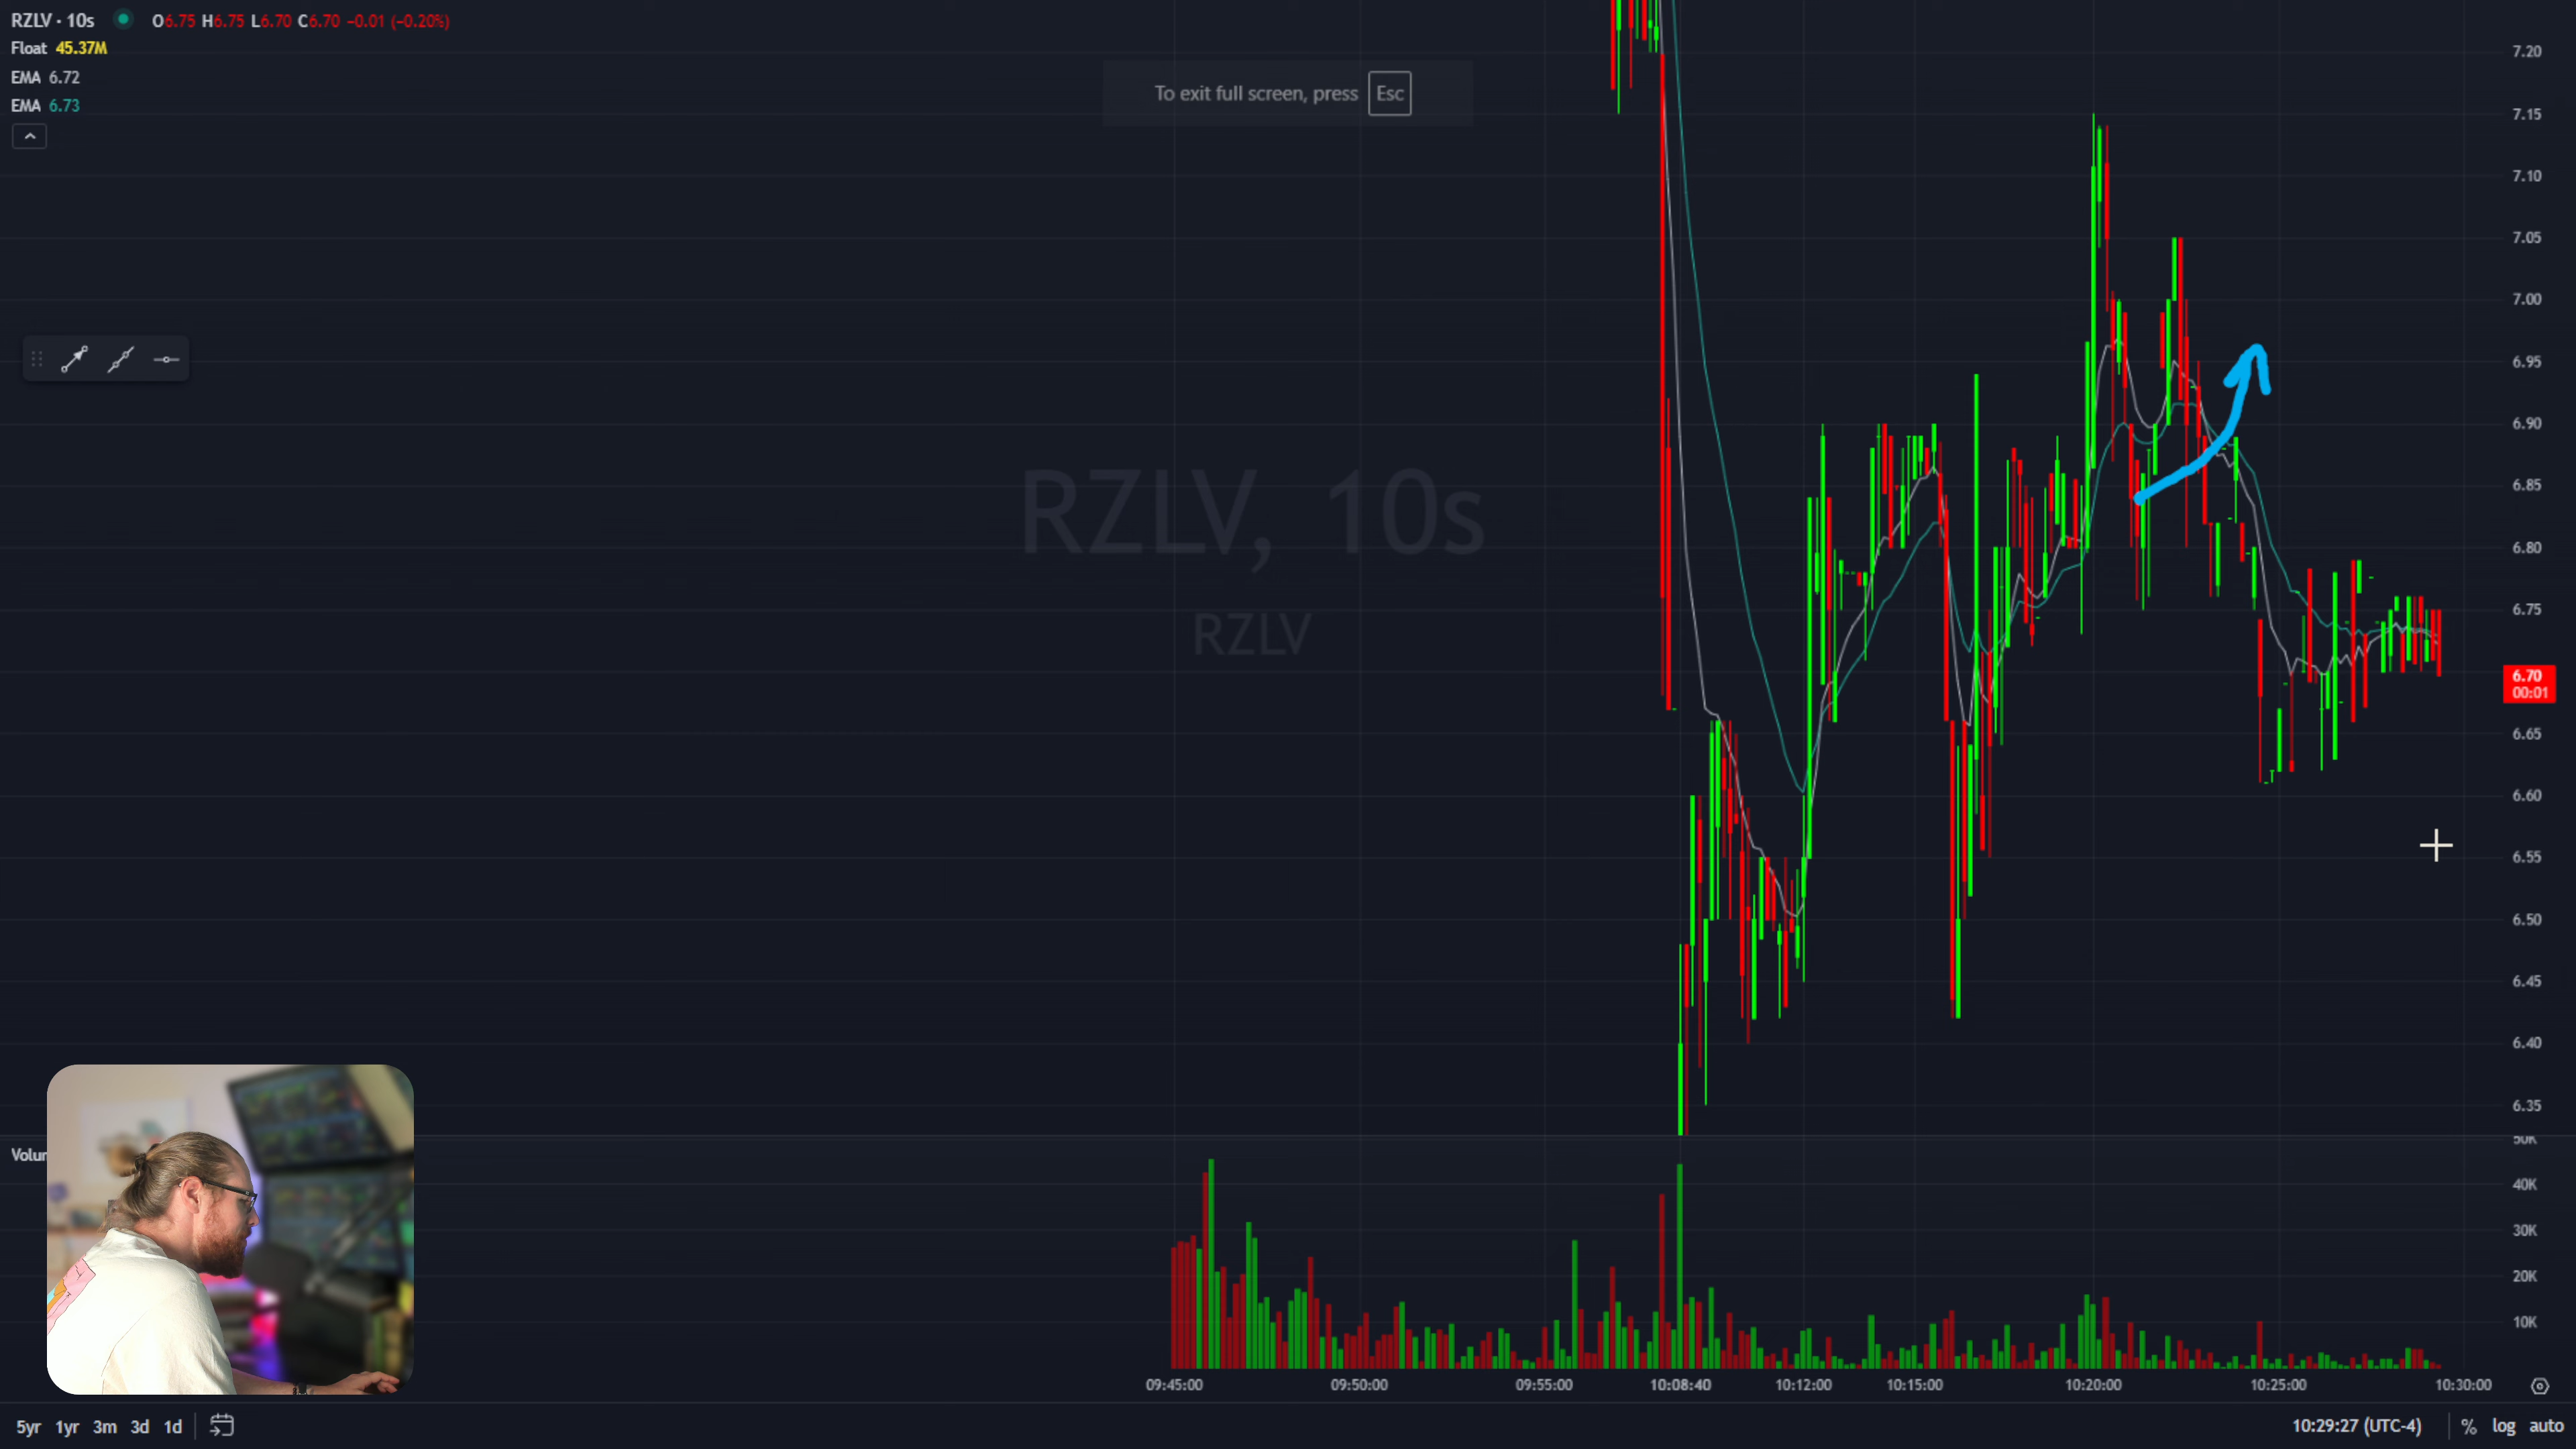 RZLV · 10s O6.75 H6.75 L6.70 C6.70 −0.01 (−0.20%)
Float 45.37M
EMA 6.72
EMA 6.73
To exit full screen, press Esc
RZLV, 10s
RZLV
7.20
7.15
7.10
7.05
7.00
6.95
6.90
6.85
6.80
6.75
6.70
00:01
6.65
6.60
6.55
6.50
6.45
6.40
6.35
Volum
50K
40K
30K
20K
10K
09:45:00 09:50:00 09:55:00 10:08:40 10:12:00 10:15:00 10:20:00 10:25:00 10:30:00
5yr 1yr 3m 3d 1d 10:29:27 (UTC-4) % log auto